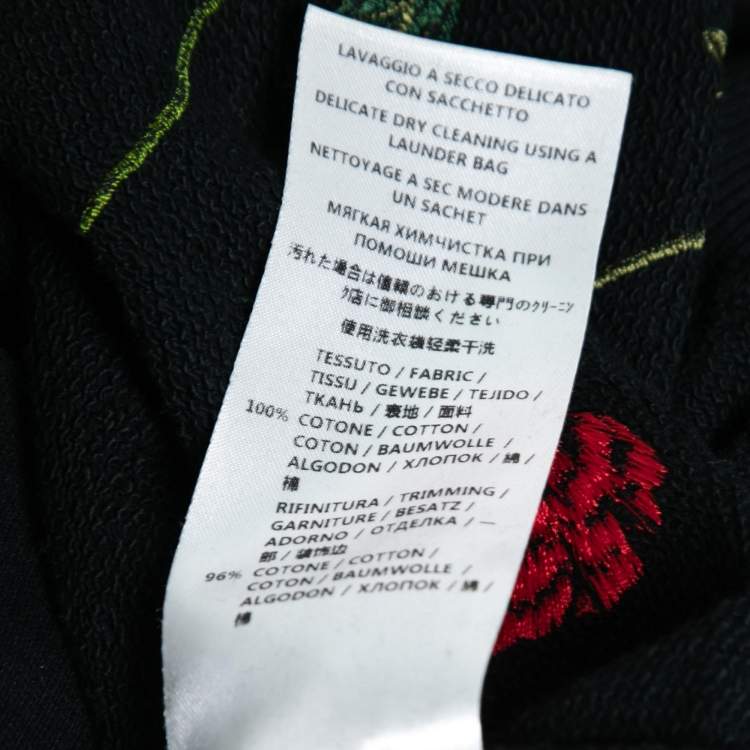 LAVAGGIO A SECCO DELICATO
CON SACCHETTO
DELICATE DRY CLEANING USING A
LAUNDER BAG
NETTOYAGE A SEC MODERE DANS
UN SACHET
МЯГКАЯ ХИМЧИСТКА ПРИ
ПОМОШИ МЕШКА
汚れた場合は信頼のおける専門のクリーニン
グ店に御相談ください
使用洗衣袋轻柔干洗
TESSUTO / FABRIC /
TISSU / GEWEBE / TEJIDO /
ТКАНЬ / 表地 / 面料
100% COTONE / COTTON /
COTON / BAUMWOLLE /
ALGODON / ХЛОПОК / 綿 /
棉
RIFINITURA / TRIMMING /
GARNITURE / BESATZ /
ADORNO / ОТДЕЛКА / 一
部 / 装饰边
96% COTONE / COTTON /
COTON / BAUMWOLLE /
ALGODON / ХЛОПОК / 綿 /
棉